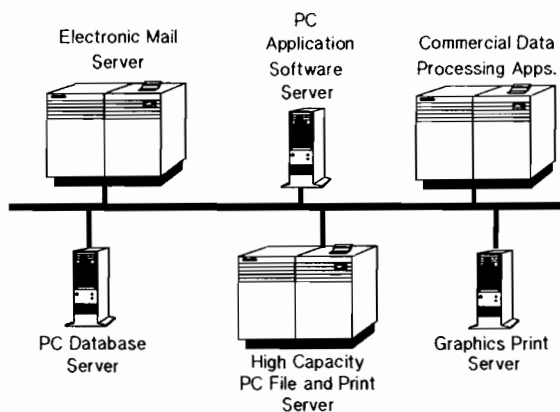 Electronic Mail
Server
PC
Application
Software
Server
Commercial Data
Processing Apps.
PC Database
Server
High Capacity
PC File and Print
Server
Graphics Print
Server